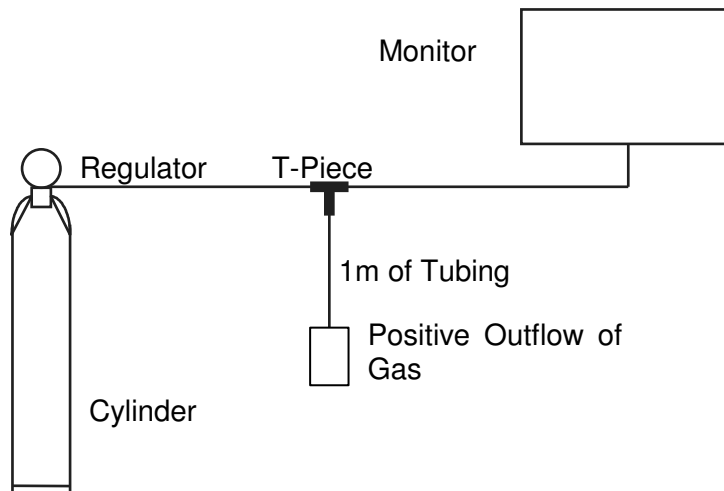 Monitor
Regulator
T-Piece
1m of Tubing
Positive Outflow of
Gas
Cylinder